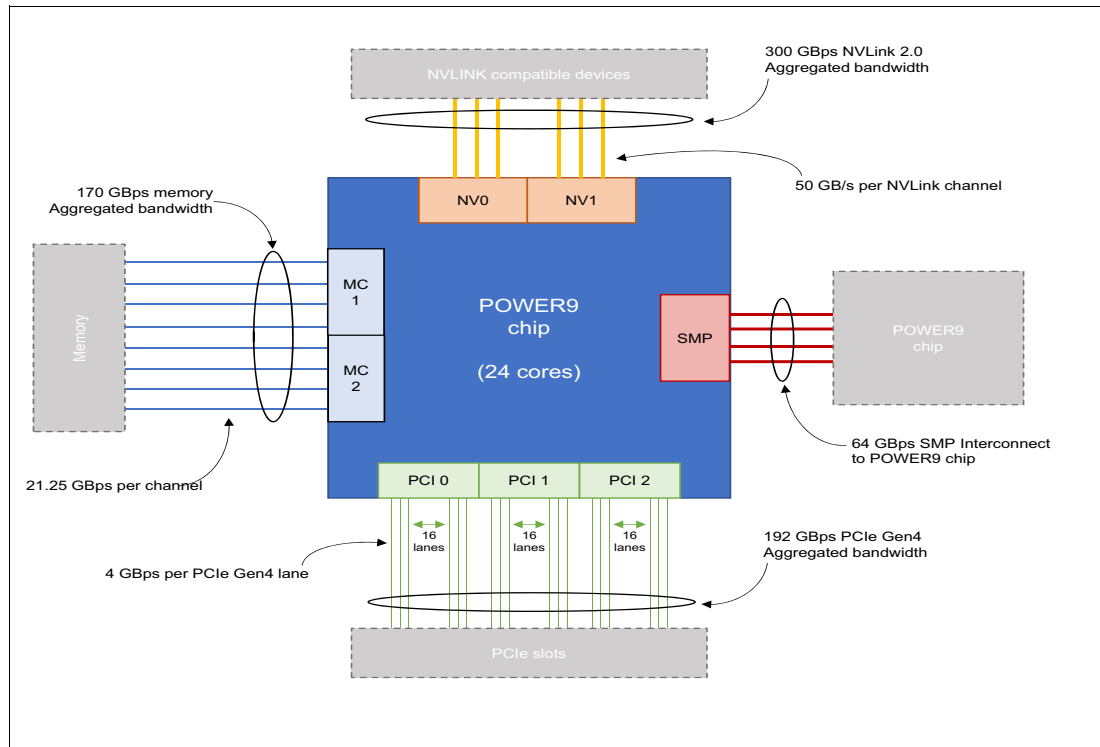 300 GBps NVLink 2.0
Aggregated bandwidth
NVLINK compatible devices
50 GB/s per NVLink channel
170 GBps memory
Aggregated bandwidth
NV0
NV1
Memory
MC
1
MC
2
POWER9
chip
(24 cores)
SMP
POWER9
chip
64 GBps SMP Interconnect
to POWER9 chip
21.25 GBps per channel
PCI 0
PCI 1
PCI 2
16
lanes
16
lanes
16
lanes
4 GBps per PCIe Gen4 lane
192 GBps PCIe Gen4
Aggregated bandwidth
PCIe slots